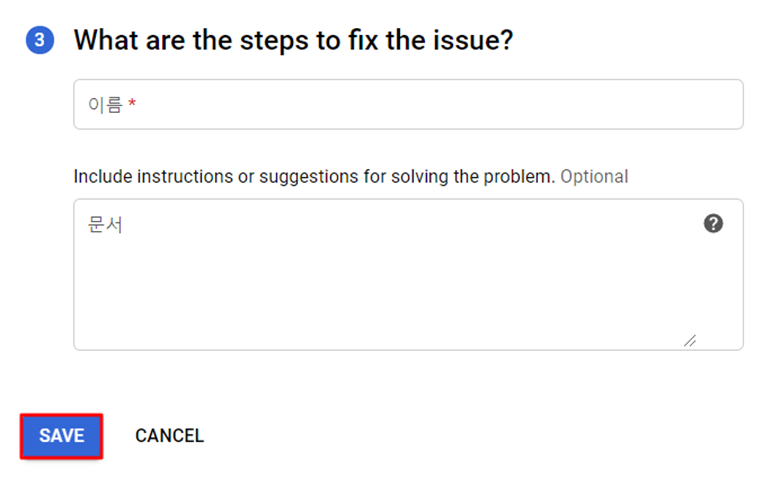 3 What are the steps to fix the issue?
이름 *
Include instructions or suggestions for solving the problem. Optional
문서 ?
SAVE CANCEL